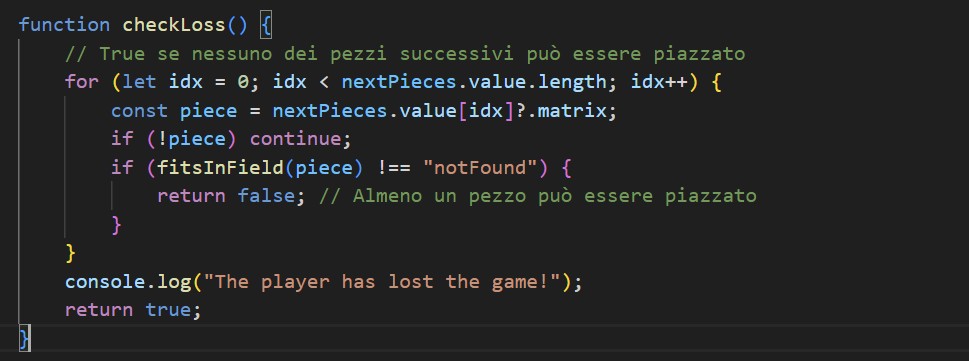 function checkLoss() {
    // True se nessuno dei pezzi successivi può essere piazzato
    for (let idx = 0; idx < nextPieces.value.length; idx++) {
        const piece = nextPieces.value[idx]?.matrix;
        if (!piece) continue;
        if (fitsInField(piece) !== "notFound") {
            return false; // Almeno un pezzo può essere piazzato
        }
    }
    console.log("The player has lost the game!");
    return true;
}